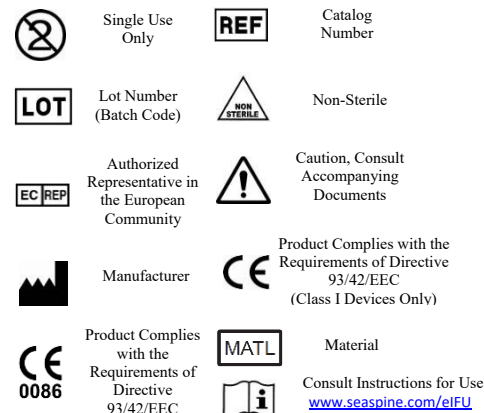 2
Single Use
Only
REF
Catalog
Number
LOT
Lot Number
(Batch Code)
NON
STERILE
Non-Sterile
EC REP
Authorized
Representative in
the European
Community
Caution, Consult
Accompanying
Documents
Manufacturer
CE
Product Complies with the
Requirements of Directive
93/42/EEC
(Class I Devices Only)
CE
0086
Product Complies
with the
Requirements of
Directive
93/42/EEC
MATL
Material
i
Consult Instructions for Use
www.seaspine.com/eIFU